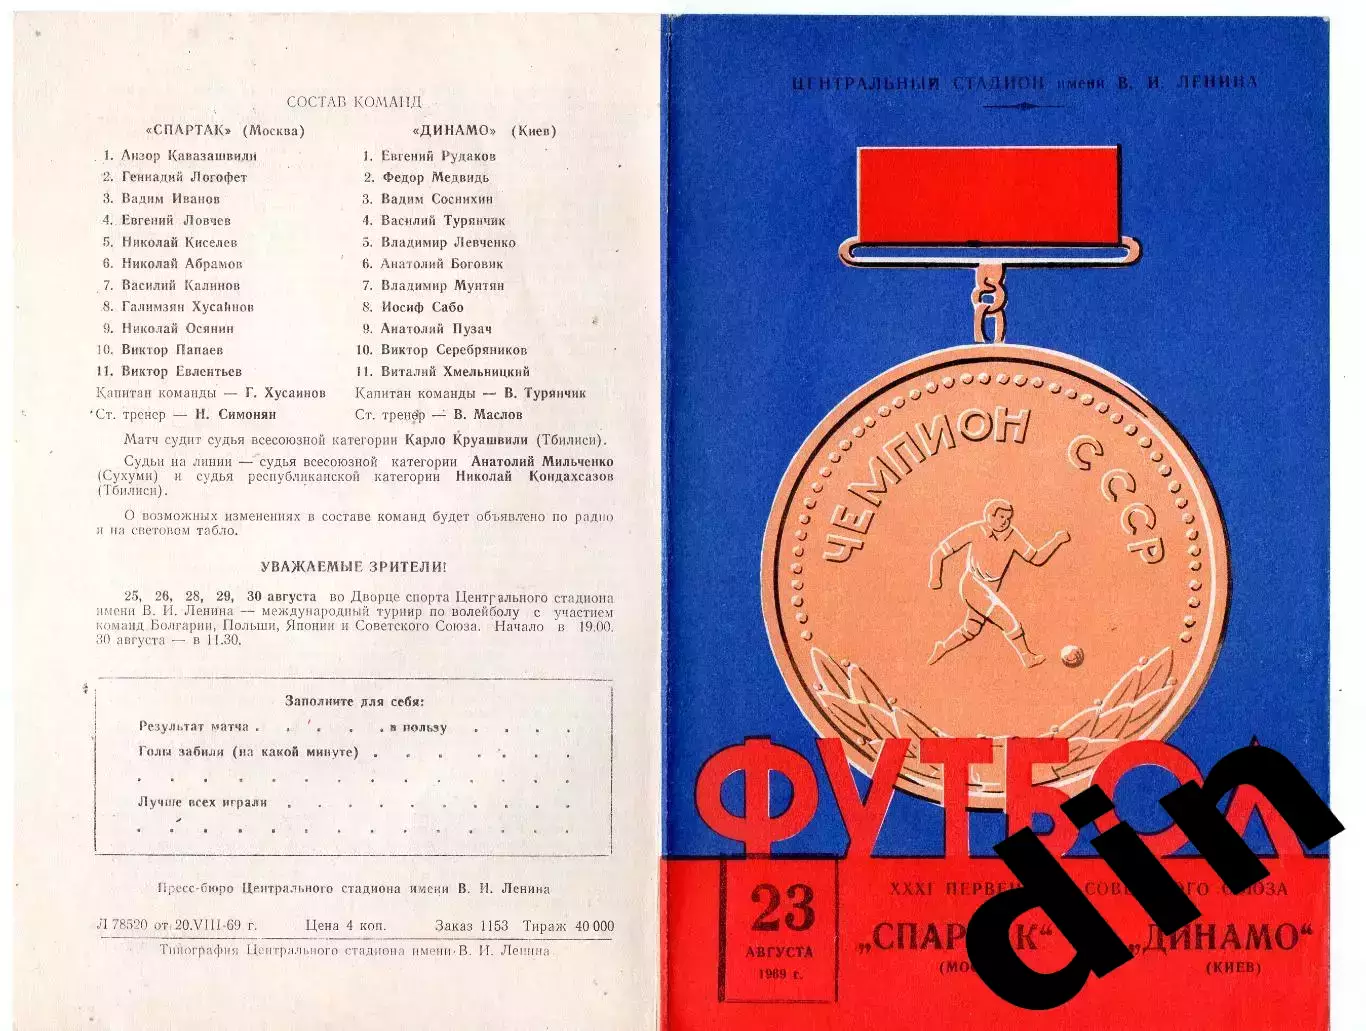 СОСТАВ КОМАНД
«СПАРТАК» (Москва)
1. Анзор Кавазашвили
2. Геннадий Логофет
3. Вадим Иванов
4. Евгений Ловчев
5. Николай Киселев
6. Николай Абрамов
7. Василий Калинов
8. Галимзян Хусаинов
9. Николай Осянин
10. Виктор Папаев
11. Виктор Евлентьев
Капитан команды — Г. Хусаинов
Ст. тренер — Н. Симонян
«ДИНАМО» (Киев)
1. Евгений Рудаков
2. Федор Медвидь
3. Вадим Соснихин
4. Василий Турянчик
5. Владимир Левченко
6. Анатолий Боговик
7. Владимир Мунтян
8. Иосиф Сабо
9. Анатолий Пузач
10. Виктор Серебряников
11. Виталий Хмельницкий
Капитан команды — В. Турянчик
Ст. тренер — В. Маслов
Матч судит судья всесоюзной категории Карло Круашвили (Тбилиси).
Судьи на линии — судья всесоюзной категории Анатолий Мильченко
(Сухуми) и судья республиканской категории Николай Кондахсазов
(Тбилиси).
О возможных изменениях в составе команд будет объявлено по радио
и на световом табло.
УВАЖАЕМЫЕ ЗРИТЕЛИ!
25, 26, 28, 29, 30 августа во Дворце спорта Центрального стадиона
имени В. И. Ленина — международный турнир по волейболу с участием
команд Болгарии, Польши, Японии и Советского Союза. Начало в 19.00.
30 августа — в 11.30.
Заполните для себя:
Результат матча . . . . . . в пользу . . . .
Голы забили (на какой минуте) . . . . . .
Лучше всех играли . . . . . . . . .
Пресс-бюро Центрального стадиона имени В. И. Ленина
Л 78520 от 20.VIII-69 г. Цена 4 коп. Заказ 1153 Тираж 40 000
Типография Центрального стадиона имени В. И. Ленина
ЦЕНТРАЛЬНЫЙ СТАДИОН имени В. И. ЛЕНИНА
ЧЕМПИОН СССР
ФУТБОЛ
XXXI
23
АВГУСТА
1969 г.
„ДИНАМО“
(КИЕВ)
din